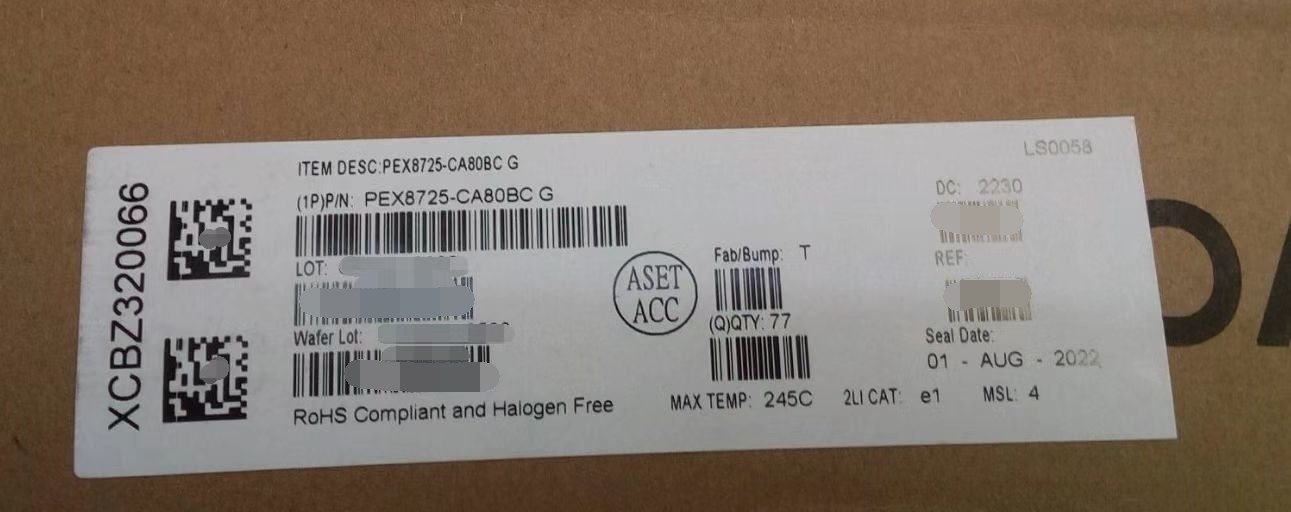 LS0058
ITEM DESC:PEX8725-CA80BC G
(1P)P/N: PEX8725-CA80BC G
DC: 2230
LOT:
REF:
Wafer Lot:
RoHS Compliant and Halogen Free
ASET
ACC
Fab/Bump: T
(Q)QTY: 77
Seal Date:
01 - AUG - 2022
MAX TEMP: 245C 2LI CAT: e1 MSL: 4
XCBZ320066